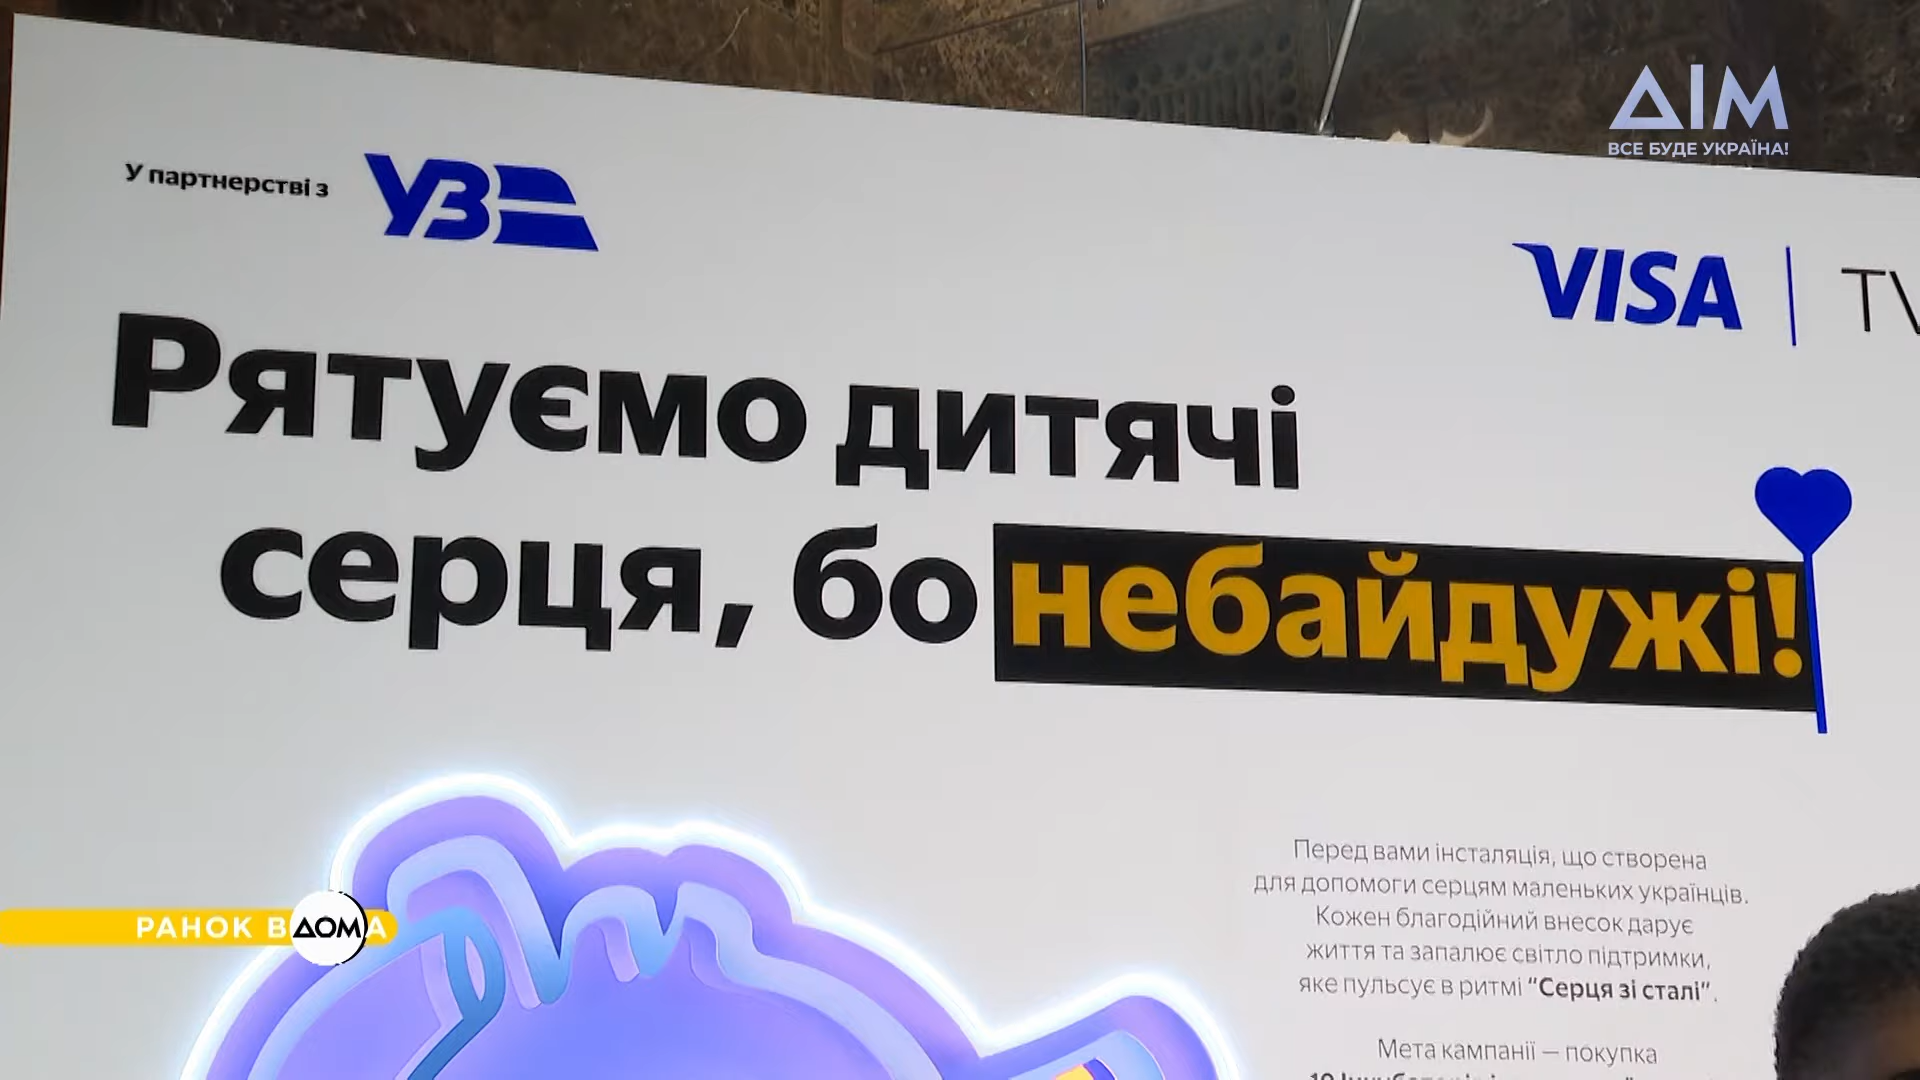 ДІМ
ВСЕ БУДЕ УКРАЇНА!
У партнерстві з
УЗ
VISA
Рятуємо дитячі
серця, бо небайдужі!
Перед вами інсталяція, що створена
для допомоги серцям маленьких українців.
Кожен благодійний внесок дарує
життя та запалює світло підтримки,
яке пульсує в ритмі “Серця зі сталі”.
Мета кампанії — покупка
РАНОК В
ДОМ